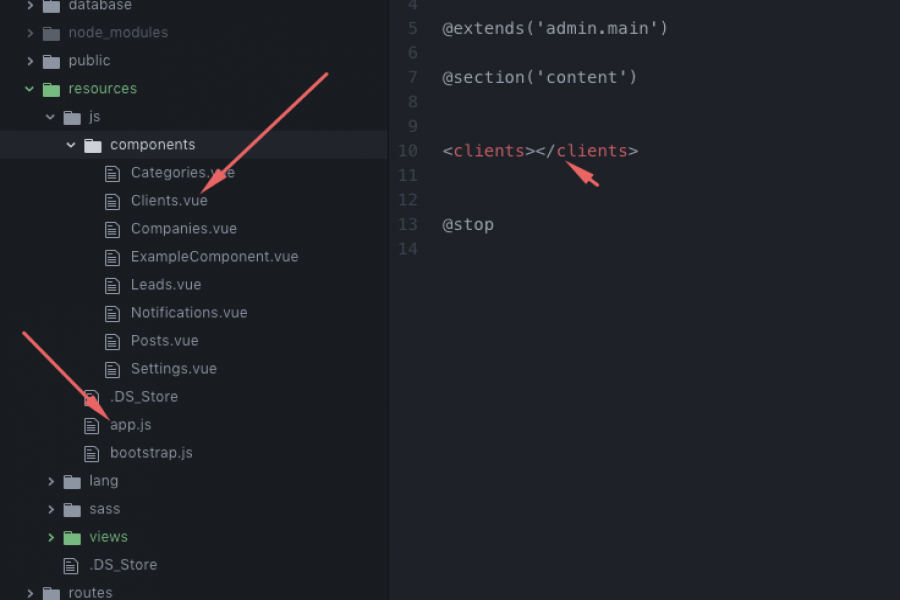 database
node_modules
public
resources
js
components
Categories.vue
Clients.vue
Companies.vue
ExampleComponent.vue
Leads.vue
Notifications.vue
Posts.vue
Settings.vue
.DS_Store
app.js
bootstrap.js
lang
sass
views
.DS_Store
routes
4
5 @extends('admin.main')
6
7 @section('content')
8
9
10 <clients></clients>
11
12
13 @stop
14